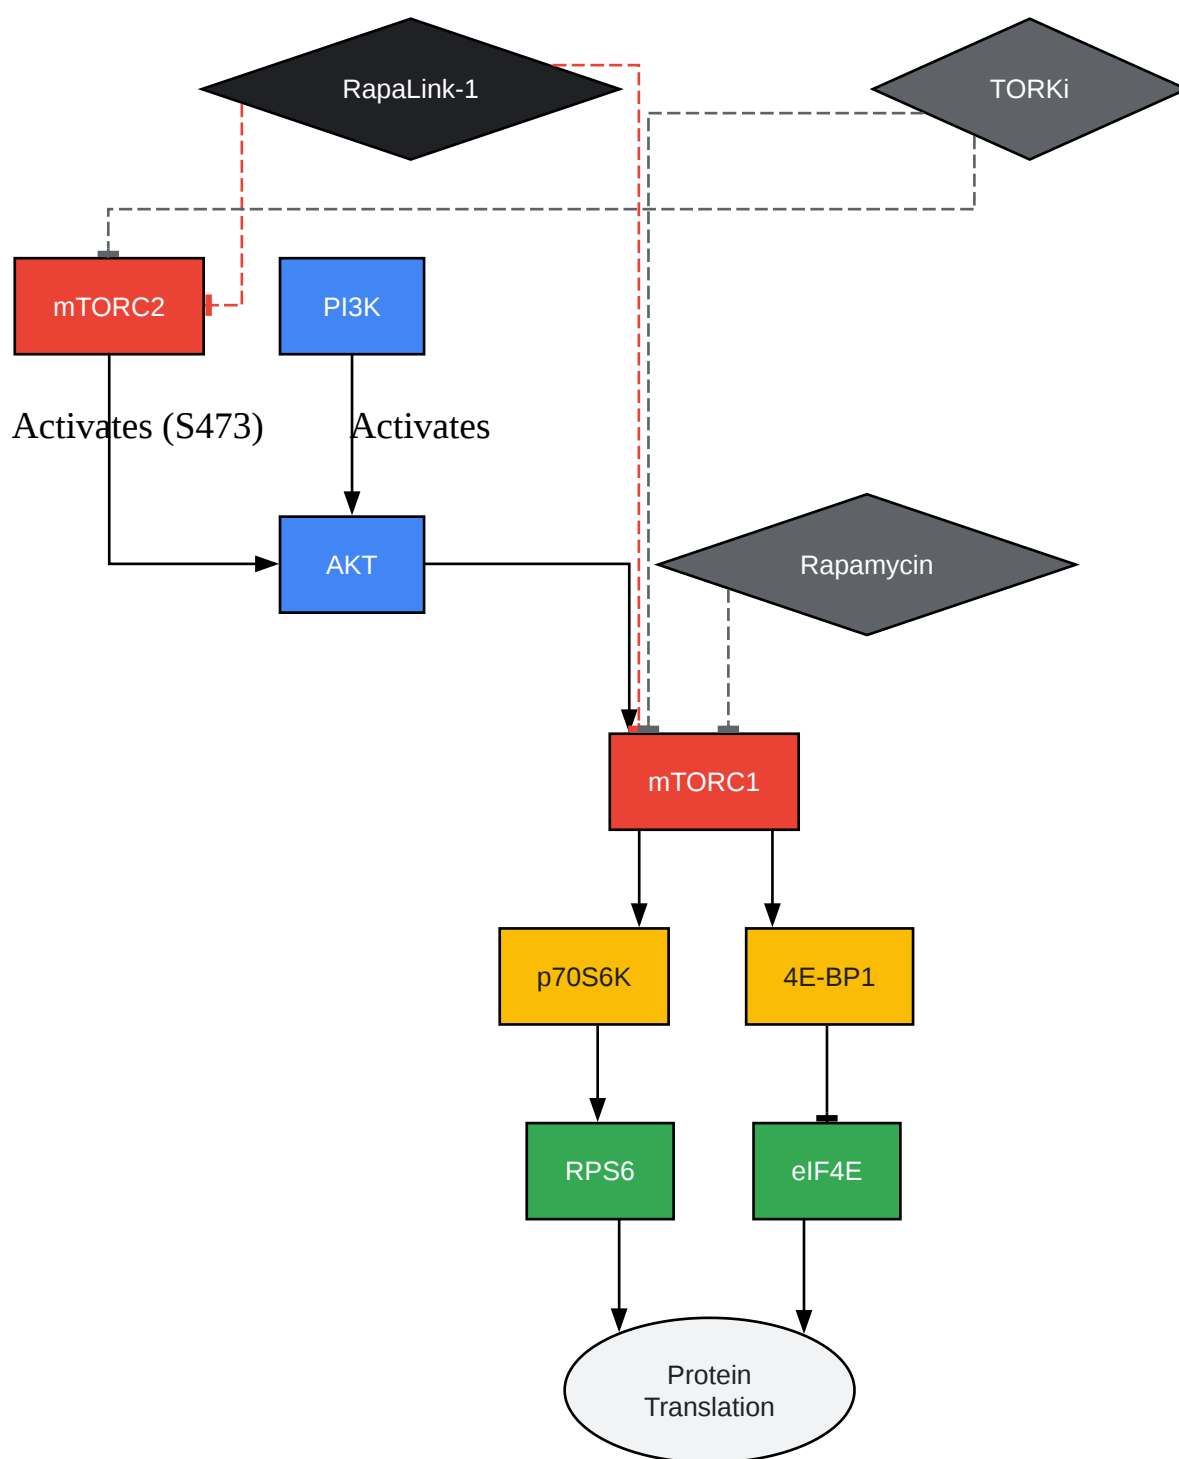 RapaLink-1
TORKi
mTORC2
PI3K
Activates (S473)
Activates
AKT
Rapamycin
mTORC1
p70S6K
4E-BP1
RPS6
eIF4E
Protein
Translation